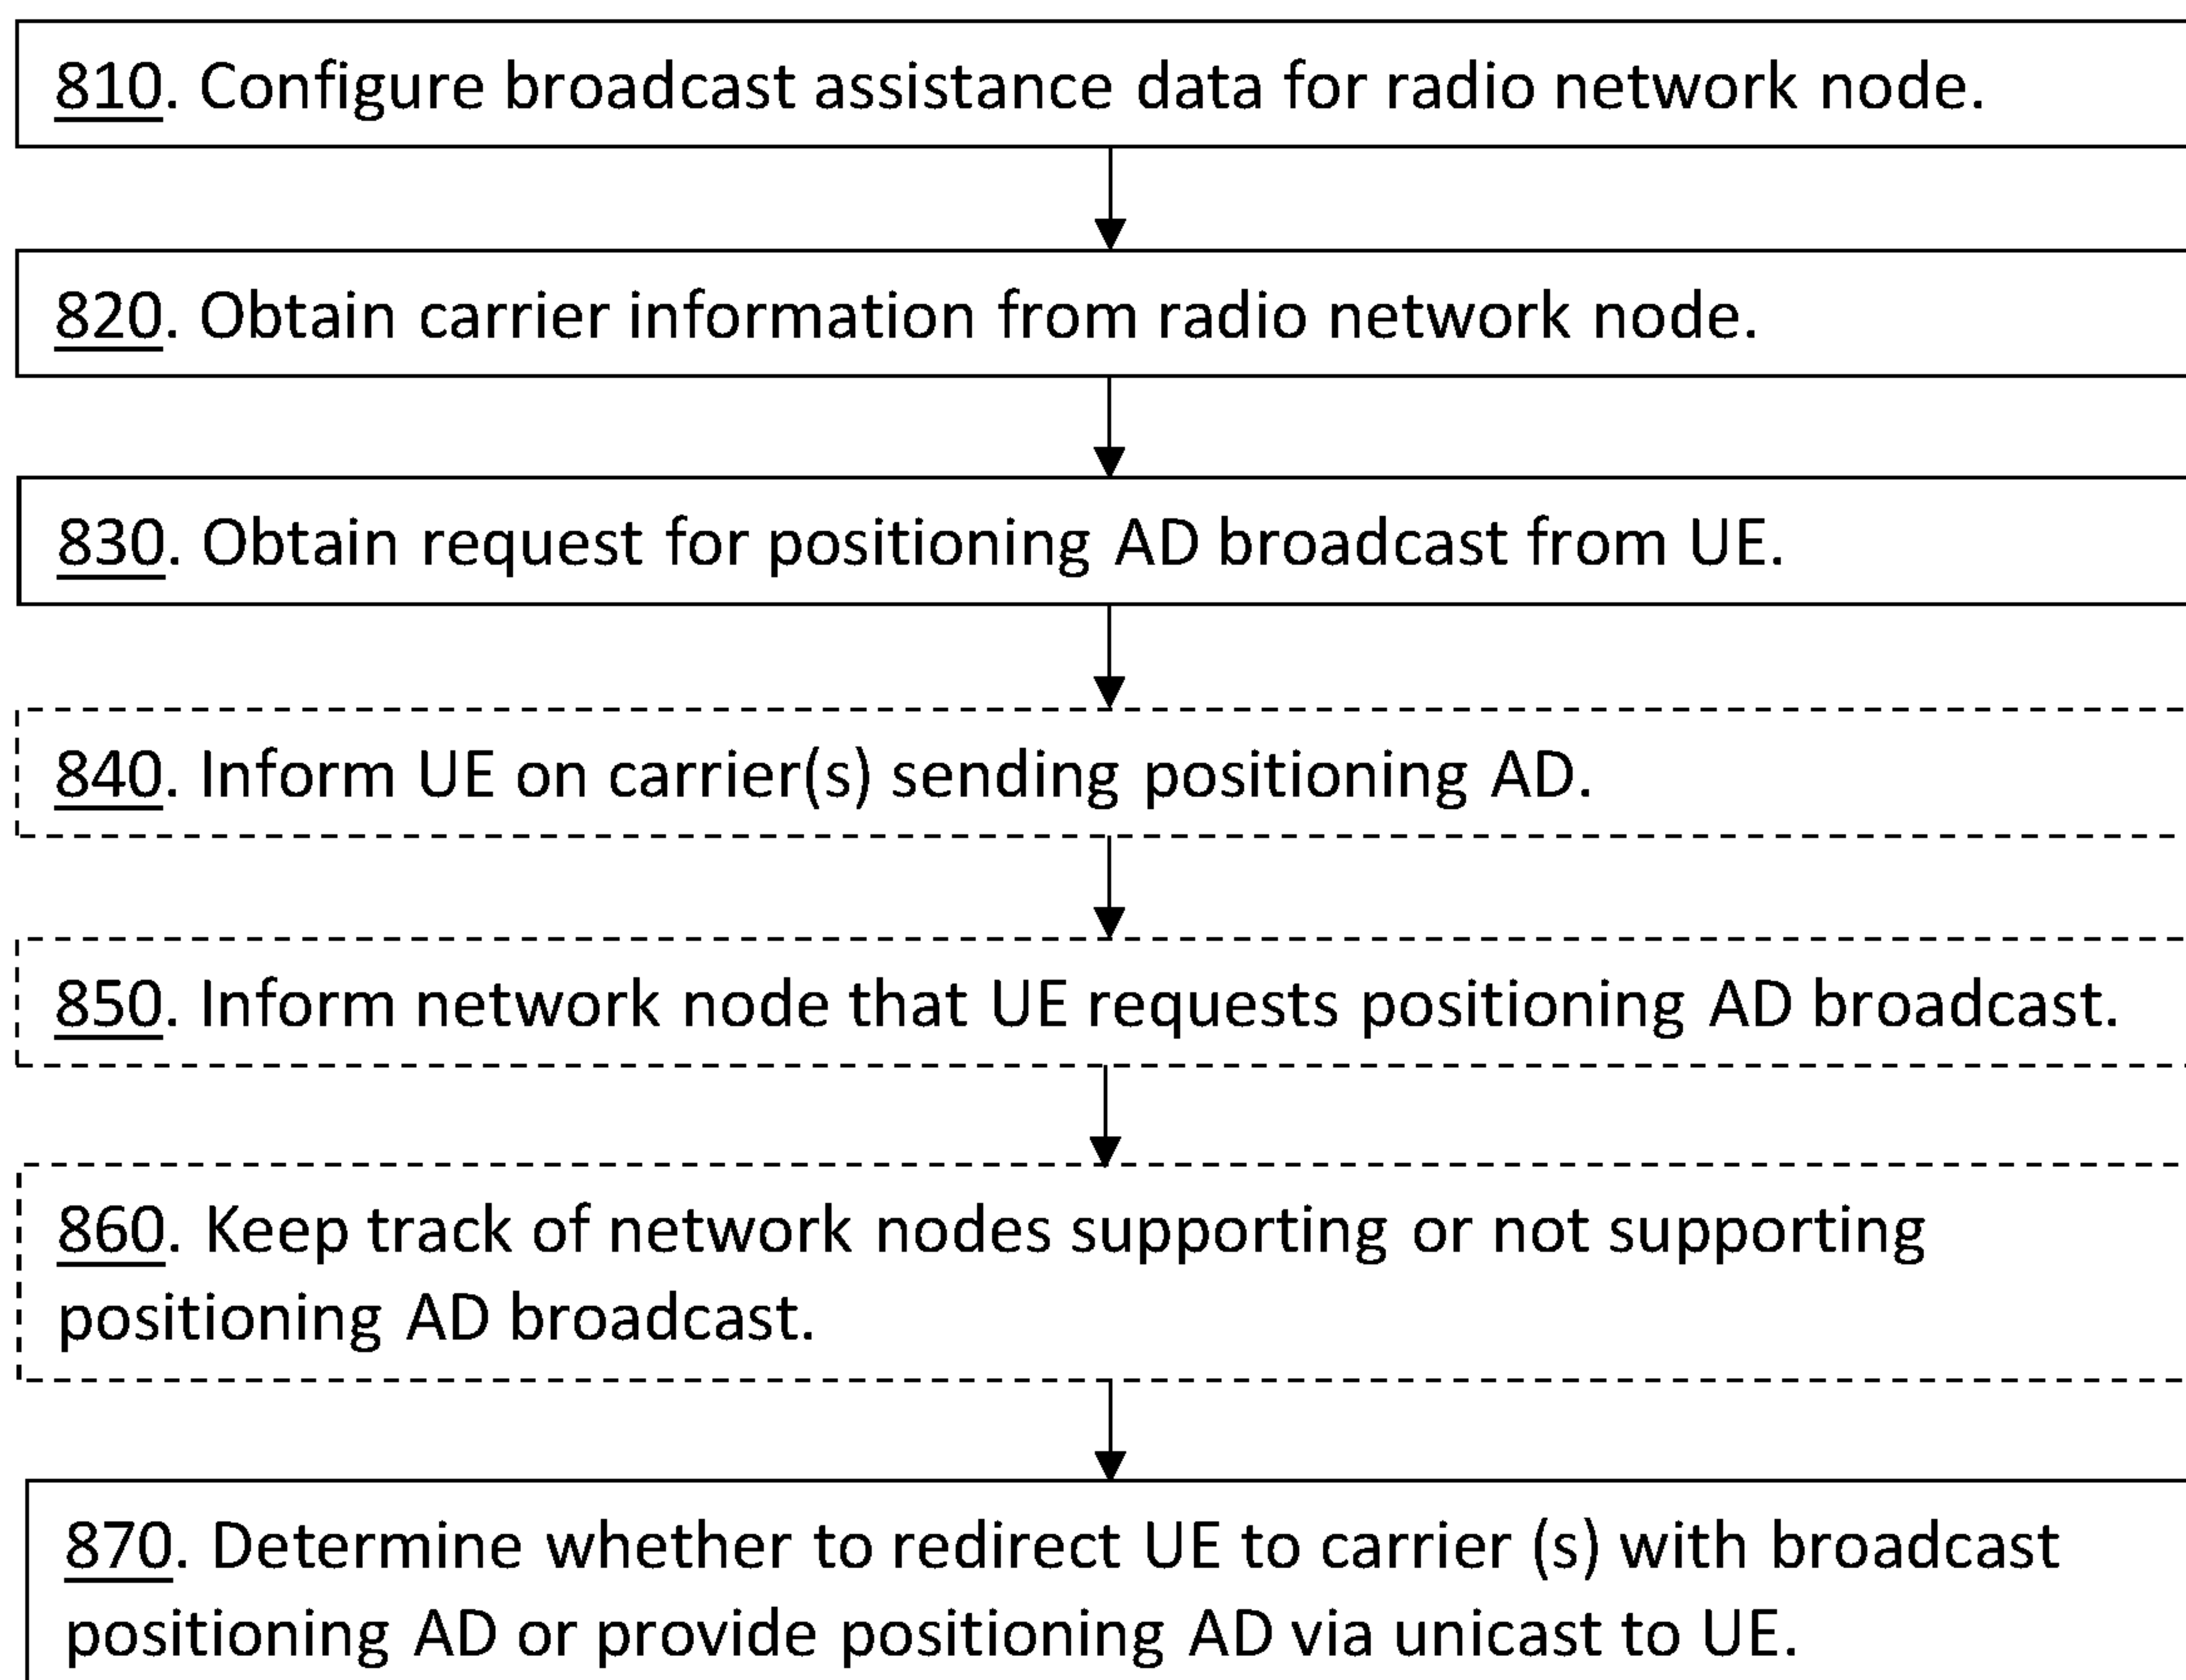 810. Configure broadcast assistance data for radio network node.
820. Obtain carrier information from radio network node.
830. Obtain request for positioning AD broadcast from UE.
840. Inform UE on carrier(s) sending positioning AD.
850. Inform network node that UE requests positioning AD broadcast.
860. Keep track of network nodes supporting or not supporting
positioning AD broadcast.
870. Determine whether to redirect UE to carrier (s) with broadcast
positioning AD or provide positioning AD via unicast to UE.